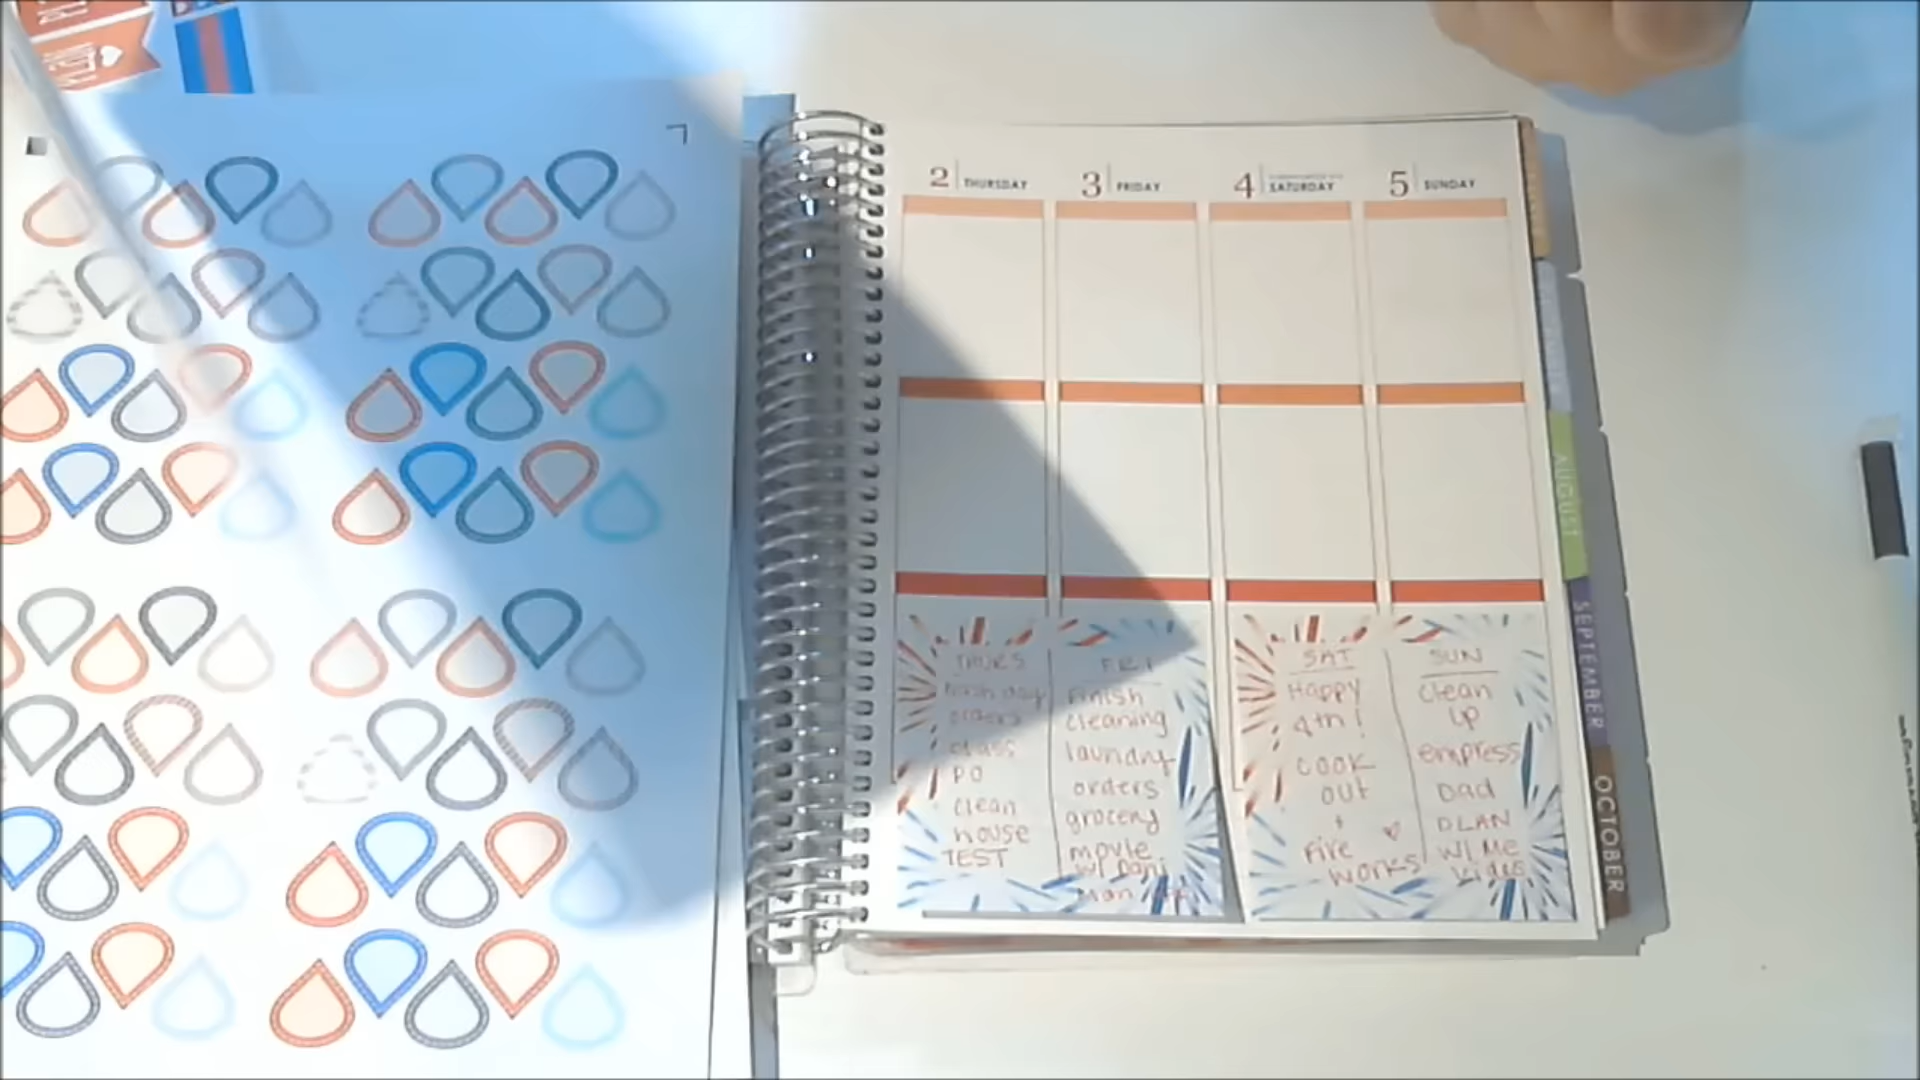 PLAN
2 THURSDAY
3 FRIDAY
4 SATURDAY
5 SUNDAY
THURS
orders
class
PO
clean
house
TEST
FRI
Finish
cleaning
laundry
orders
grocery
movie
w/ Dani
SAT
Happy
4th!
COOK
out
+
Fire
works
SUN
Clean
up
empress
Dad
PLAN
W/ Me
Video
AUGUST
SEPTEMBER
OCTOBER